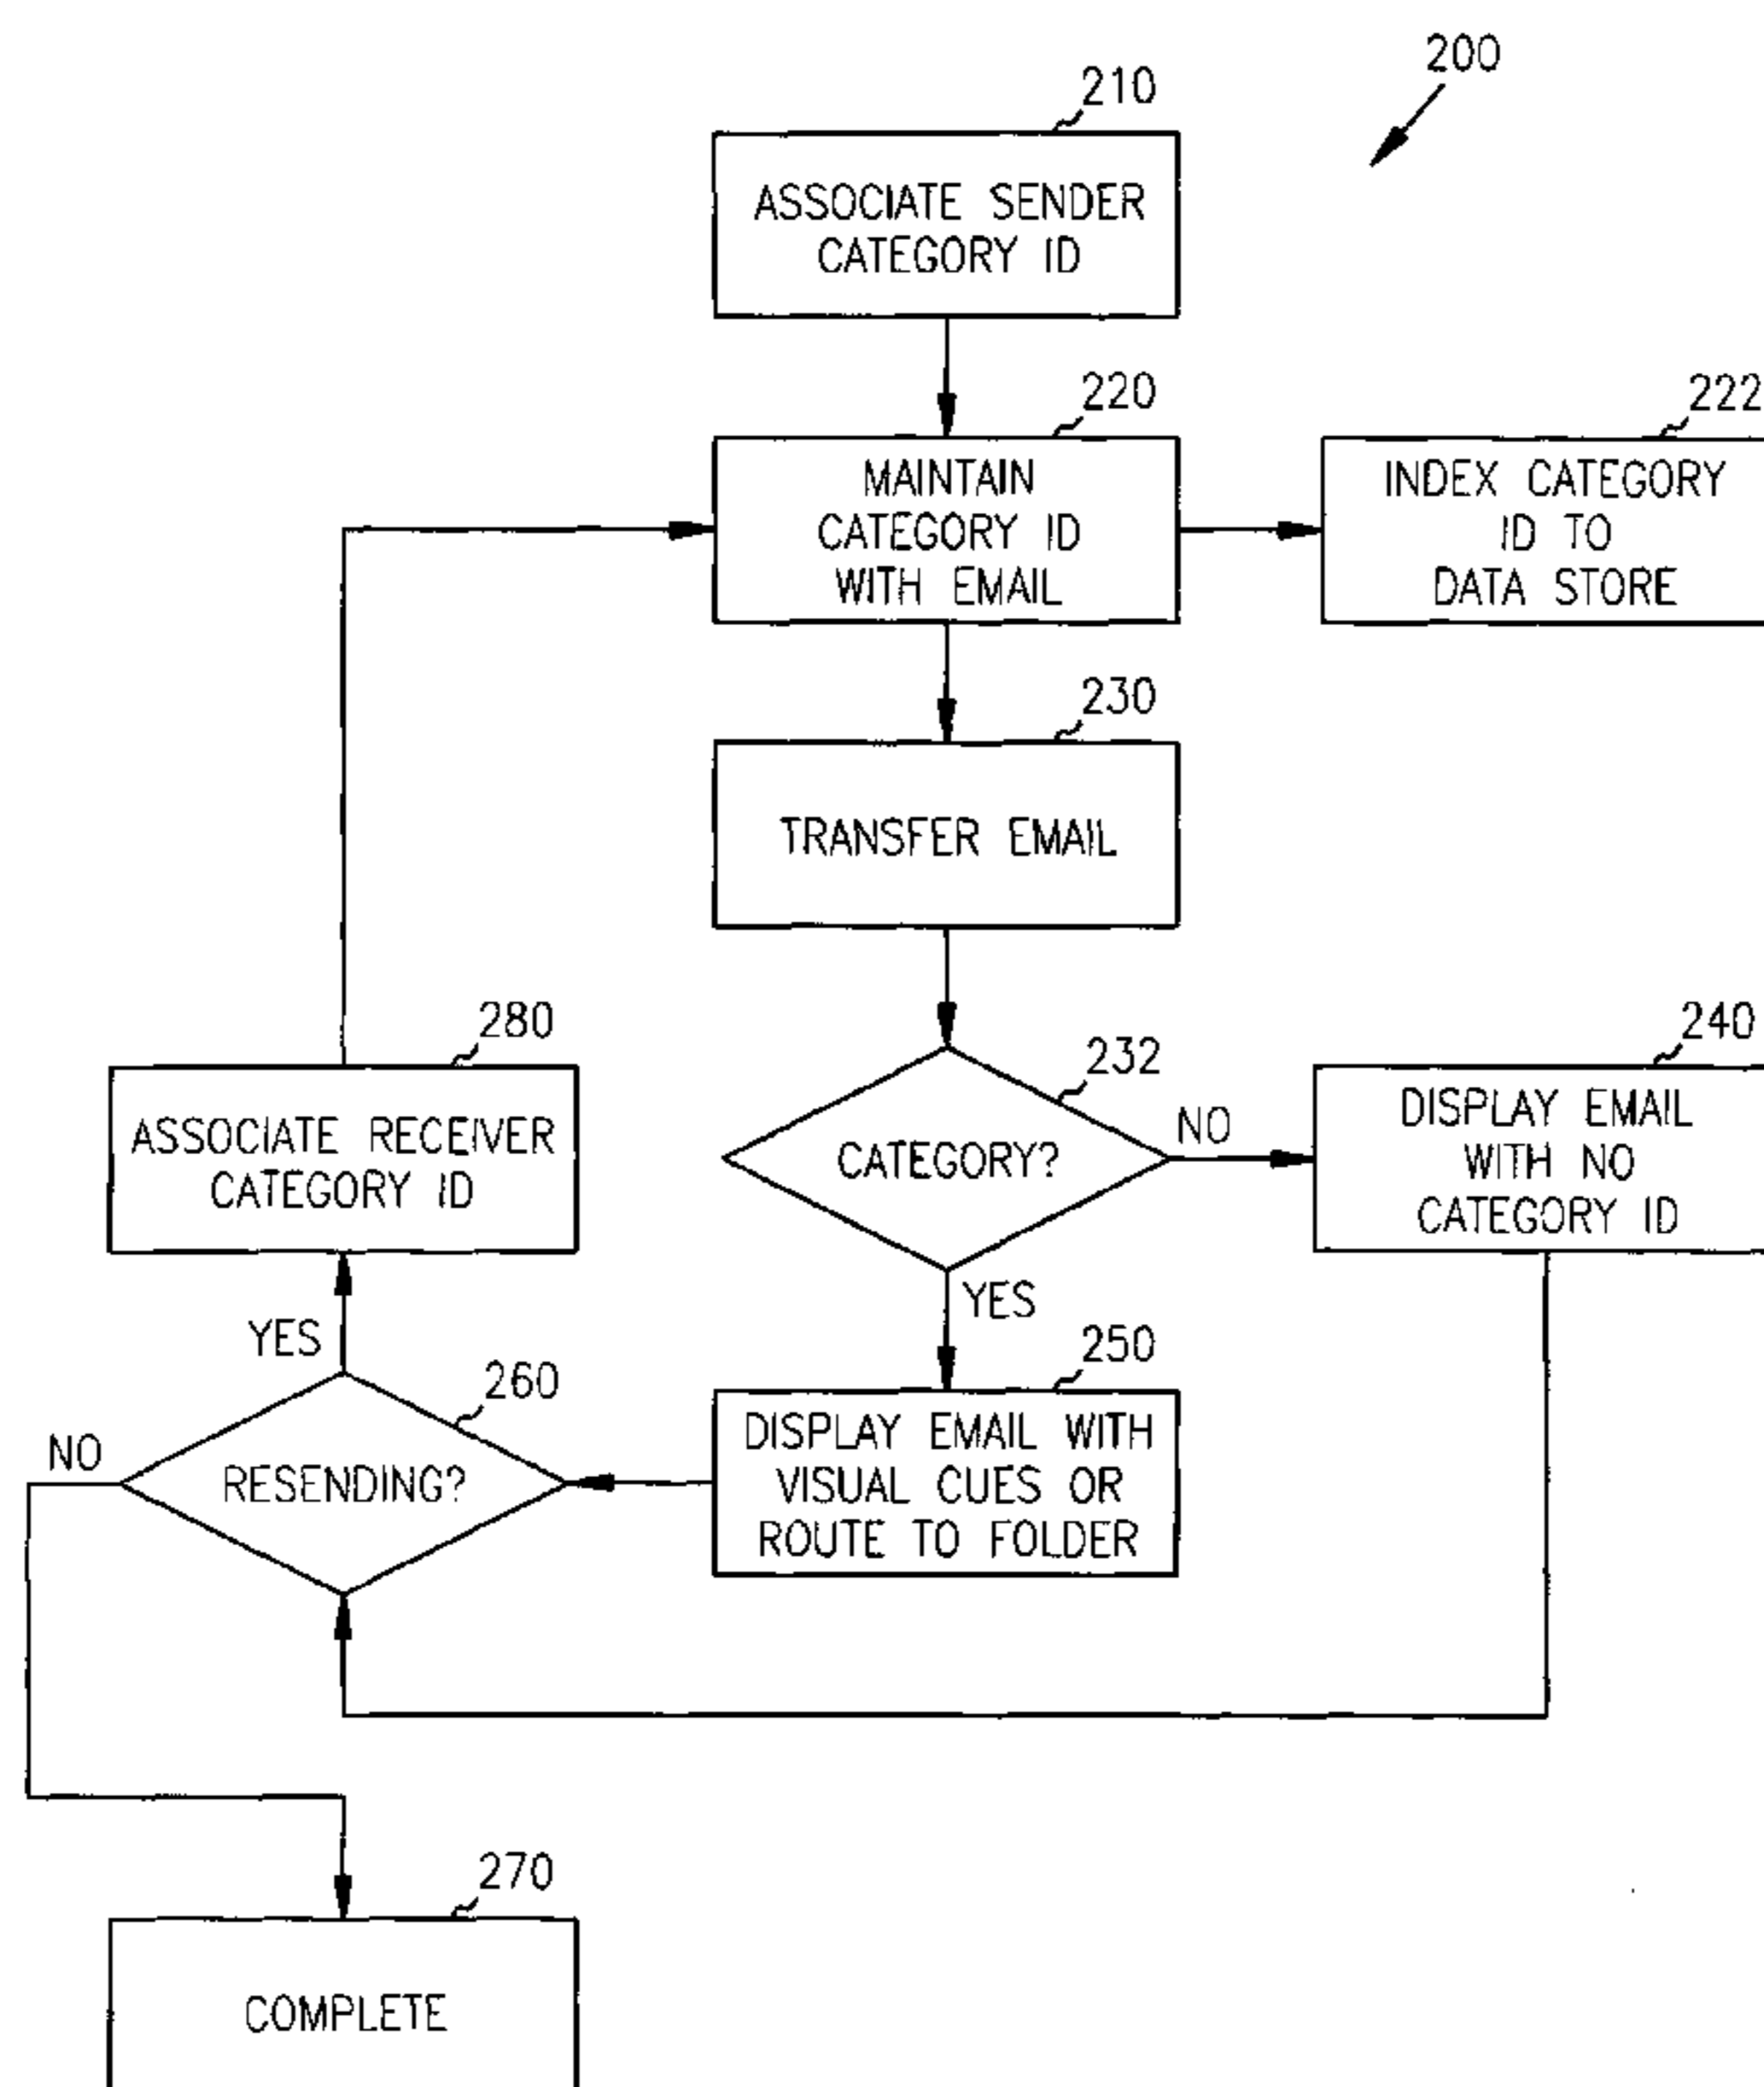 200
210
ASSOCIATE SENDER
CATEGORY ID
220
MAINTAIN
CATEGORY ID
WITH EMAIL
222
INDEX CATEGORY
ID TO
DATA STORE
230
TRANSFER EMAIL
232
CATEGORY?
NO
YES
240
DISPLAY EMAIL
WITH NO
CATEGORY ID
250
DISPLAY EMAIL WITH
VISUAL CUES OR
ROUTE TO FOLDER
260
RESENDING?
YES
NO
280
ASSOCIATE RECEIVER
CATEGORY ID
270
COMPLETE